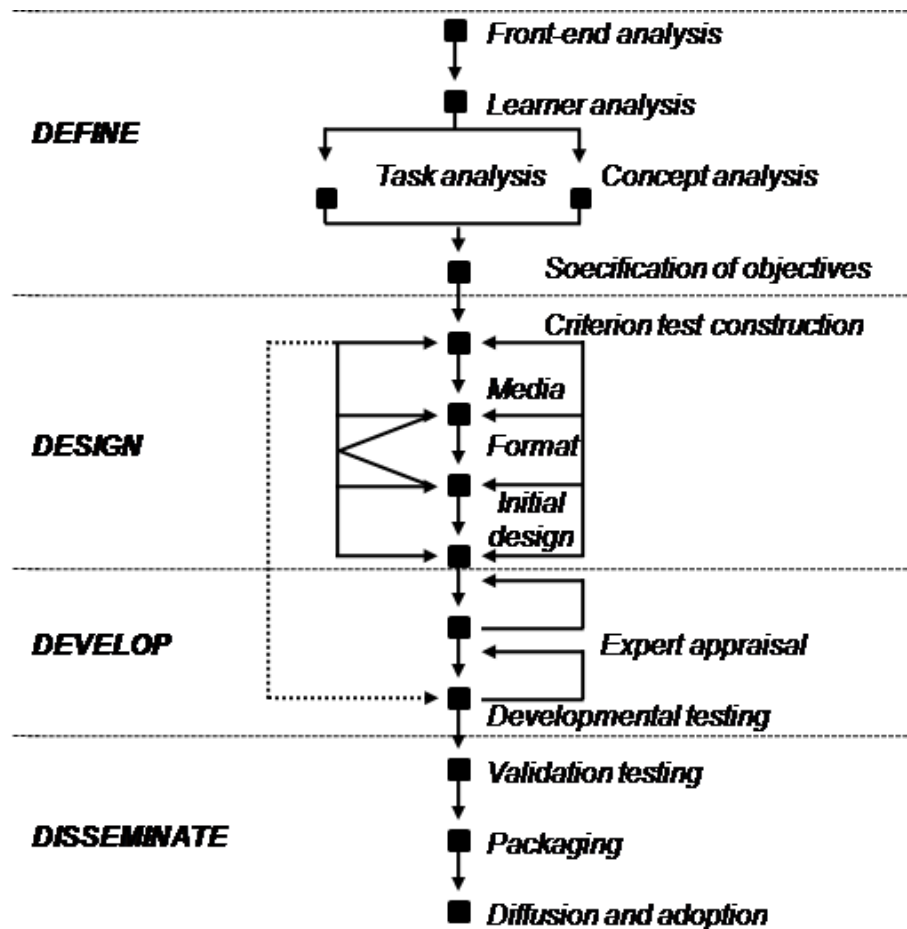 Front-end analysis
Learner analysis
DEFINE
Task analysis
Concept analysis
Soecification of objectives
Criterion test construction
Media
DESIGN
Format
Initial
design
DEVELOP
Expert appraisal
Developmental testing
Validation testing
DISSEMINATE
Packaging
Diffusion and adoption